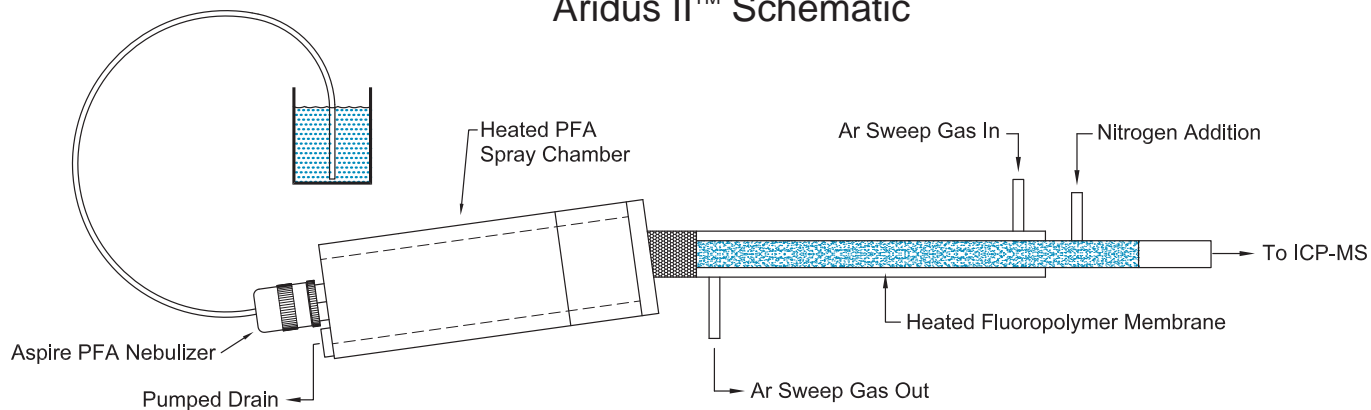 Aridus II™ Schematic
Heated PFA
Spray Chamber
Ar Sweep Gas In
Nitrogen Addition
To ICP-MS
Heated Fluoropolymer Membrane
Aspire PFA Nebulizer
Ar Sweep Gas Out
Pumped Drain